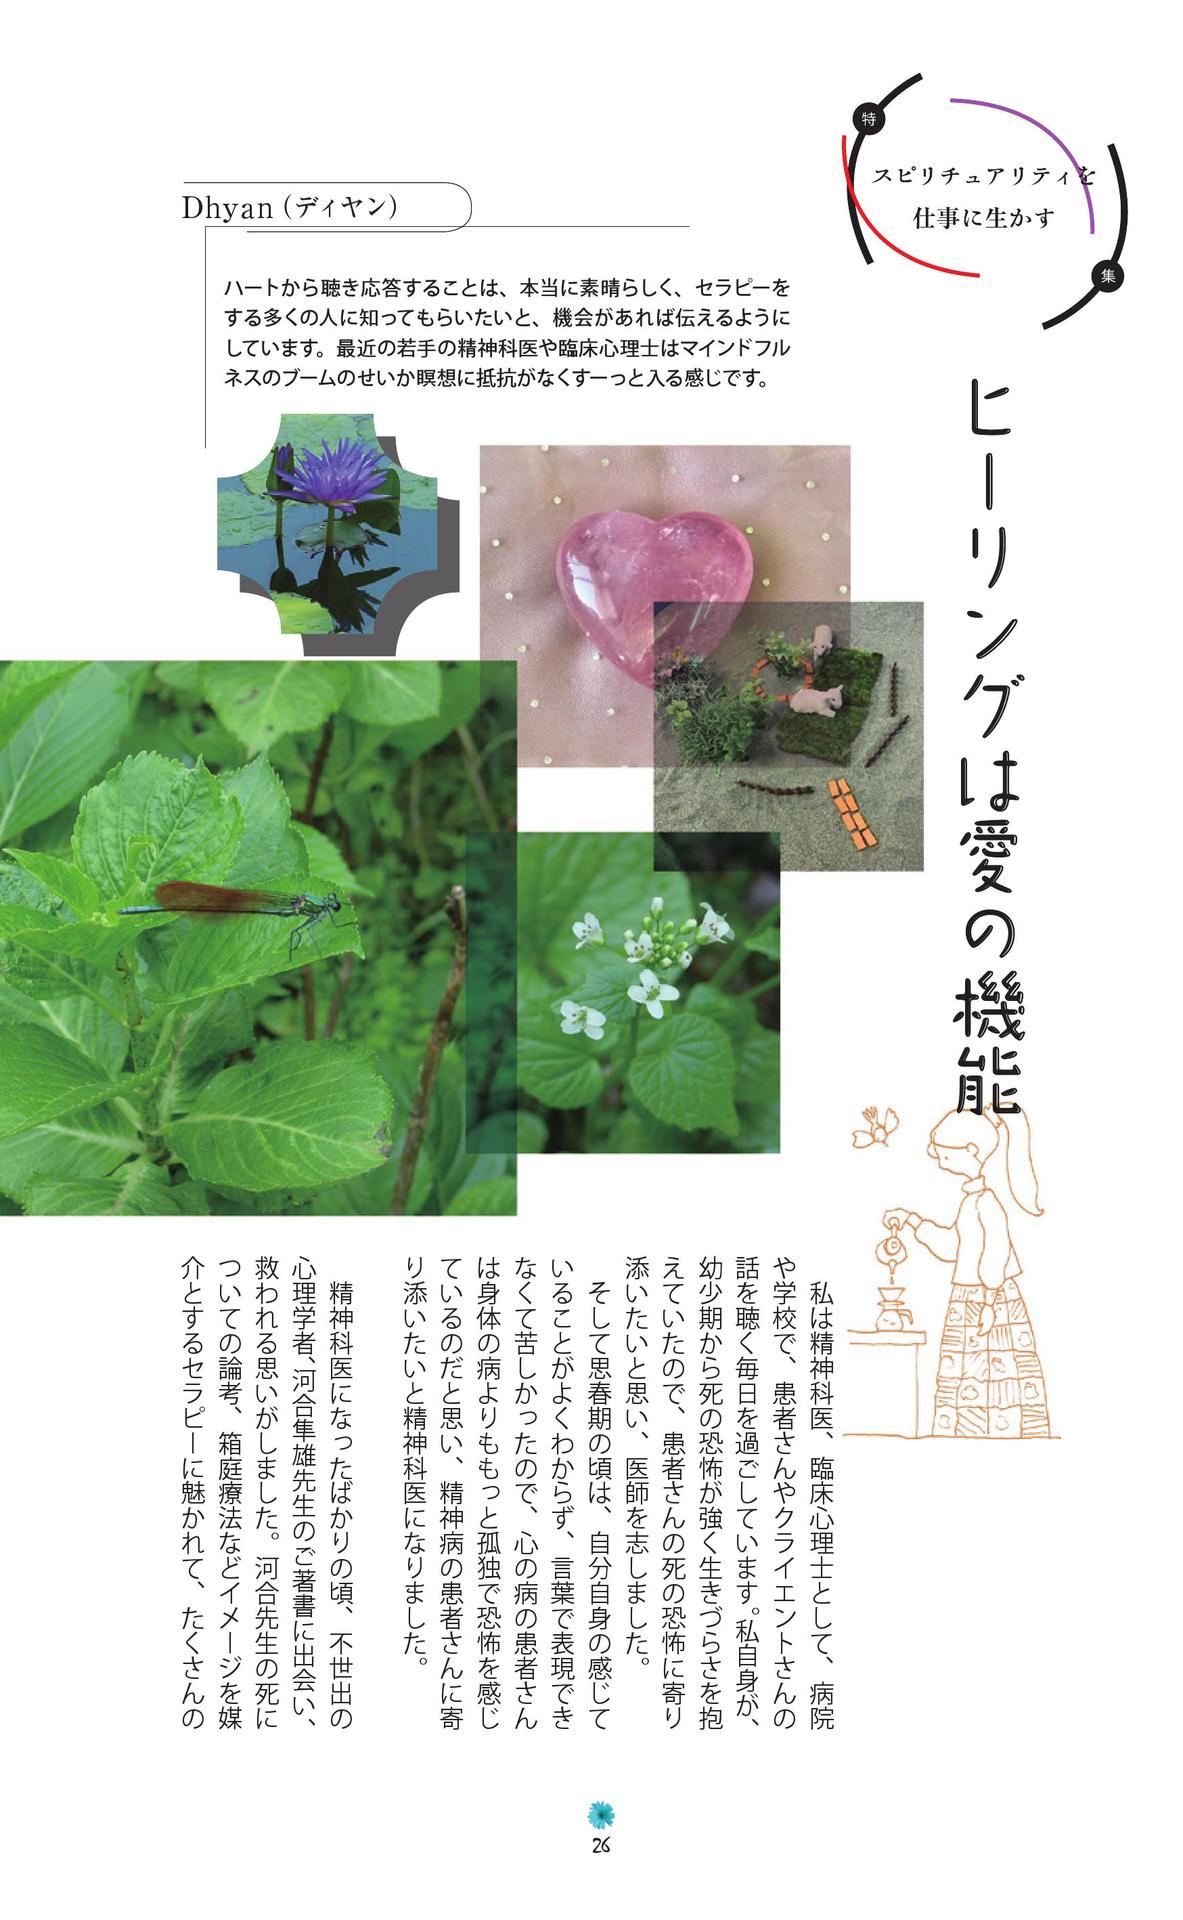 特
スピリチュアリティを
仕事に生かす
集
ヒーリングは愛の機能
Dhyan（ディヤン）
ハートから聴き応答することは、本当に素晴らしく、セラピーを
する多くの人に知ってもらいたいと、機会があれば伝えるように
しています。最近の若手の精神科医や臨床心理士はマインドフル
ネスのブームのせいか瞑想に抵抗がなくすーっと入る感じです。
私は精神科医、臨床心理士として、病院
や学校で、患者さんやクライエントさんの
話を聴く毎日を過ごしています。私自身が、
幼少期から死の恐怖が強く生きづらさを抱
えていたので、患者さんの死の恐怖に寄り
添いたいと思い、医師を志しました。
そして思春期の頃は、自分自身の感じて
いることがよくわからず、言葉で表現でき
なくて苦しかったので、心の病の患者さん
は身体の病よりももっと孤独で恐怖を感じ
ているのだと思い、精神病の患者さんに寄
り添いたいと精神科医になりました。
精神科医になったばかりの頃、不世出の
心理学者、河合隼雄先生のご著書に出会い、
救われる思いがしました。河合先生の死に
ついての論考、箱庭療法などイメージを媒
介とするセラピーに魅かれて、たくさんの
26